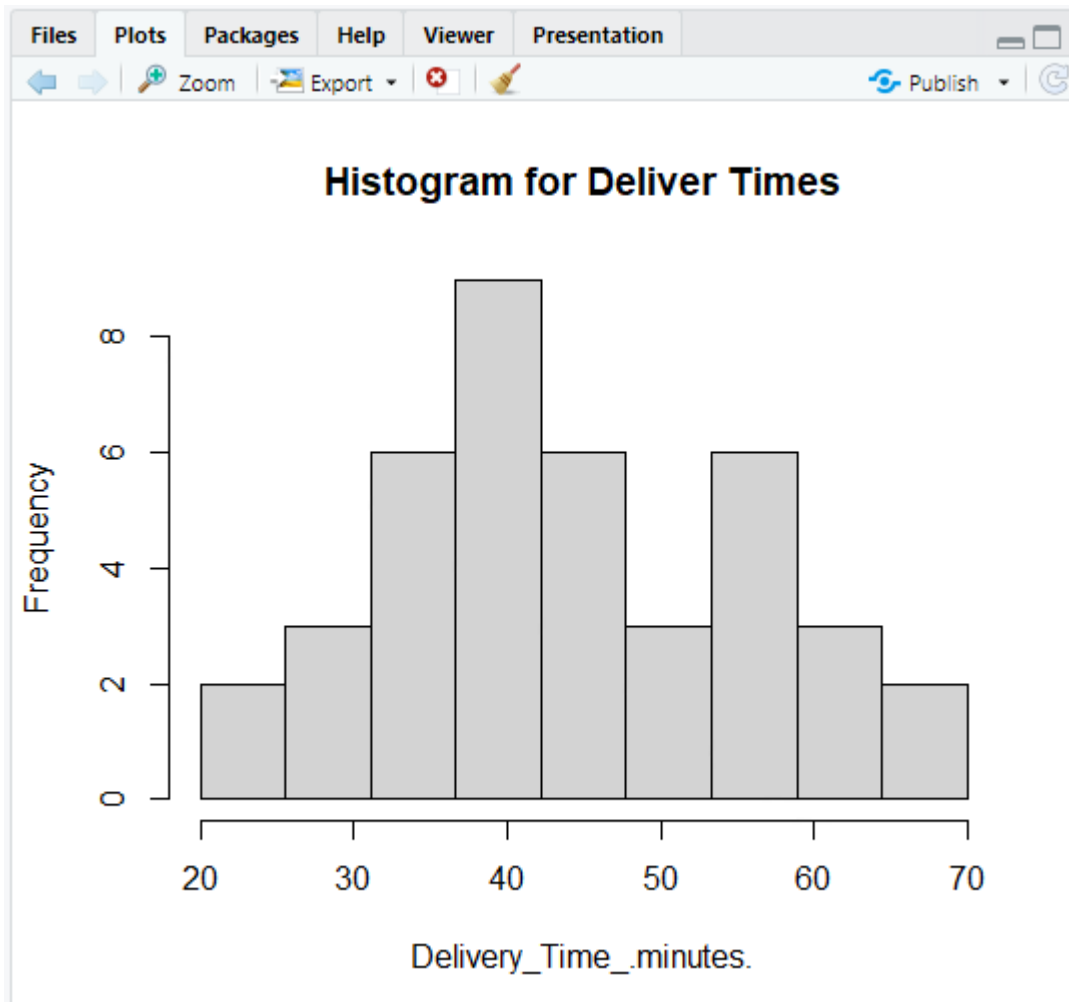 Files Plots Packages Help Viewer Presentation
Zoom Export Publish
Histogram for Deliver Times
8
6
4
2
0
Frequency
20 30 40 50 60 70
Delivery_Time_.minutes.